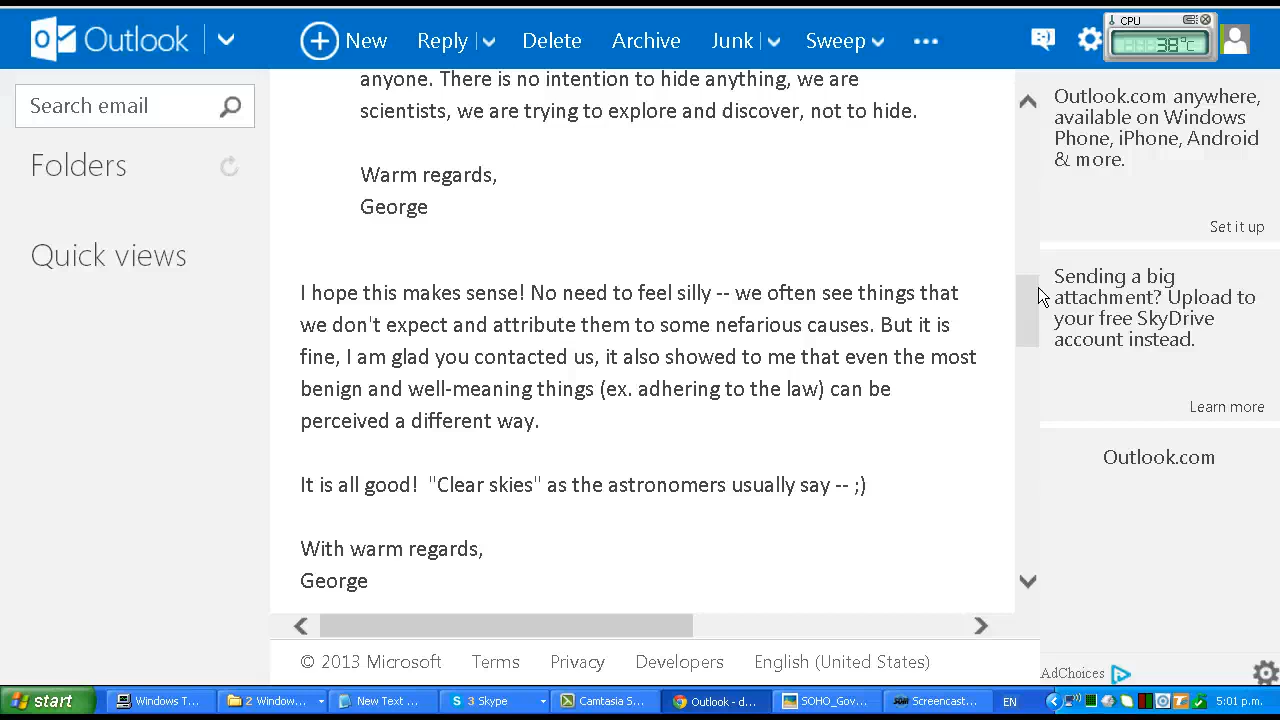 Outlook
New
Reply
Delete
Archive
Junk
Sweep
CPU
38°C
Search email
Folders
Quick views
anyone. There is no intention to hide anything, we are
scientists, we are trying to explore and discover, not to hide.
Warm regards,
George
I hope this makes sense! No need to feel silly -- we often see things that
we don't expect and attribute them to some nefarious causes. But it is
fine, I am glad you contacted us, it also showed to me that even the most
benign and well-meaning things (ex. adhering to the law) can be
perceived a different way.
It is all good!  "Clear skies" as the astronomers usually say -- ;)
With warm regards,
George
Outlook.com anywhere,
available on Windows
Phone, iPhone, Android
& more.
Set it up
Sending a big
attachment? Upload to
your free SkyDrive
account instead.
Learn more
Outlook.com
© 2013 Microsoft
Terms
Privacy
Developers
English (United States)
AdChoices
start
Windows T...
2 Window...
New Text ...
3 Skype
Camtasia S...
Outlook - d...
SOHO_Gov...
Screencast...
EN
5:01 p.m.